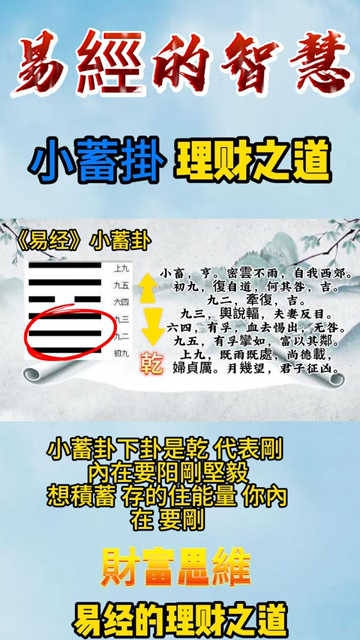 易經的智慧
小蓄掛 理财之道
《易经》小蓄卦
上九
九五
六四
九三
九二
初九
乾
小畜，亨。密雲不雨，自我西郊。
初九，復自道，何其咎，吉。
九二，牽復，吉。
九三，輿說輻，夫妻反目。
六四，有孚，血去惕出，无咎。
九五，有孚攣如，富以其鄰。
上九，既雨既處，尚德載，
婦貞厲。月幾望，君子征凶。
小蓄卦下卦是乾 代表剛
內在要阳剛堅毅
想積蓄 存的住能量 你內
在 要剛
財富思維
易经的理财之道